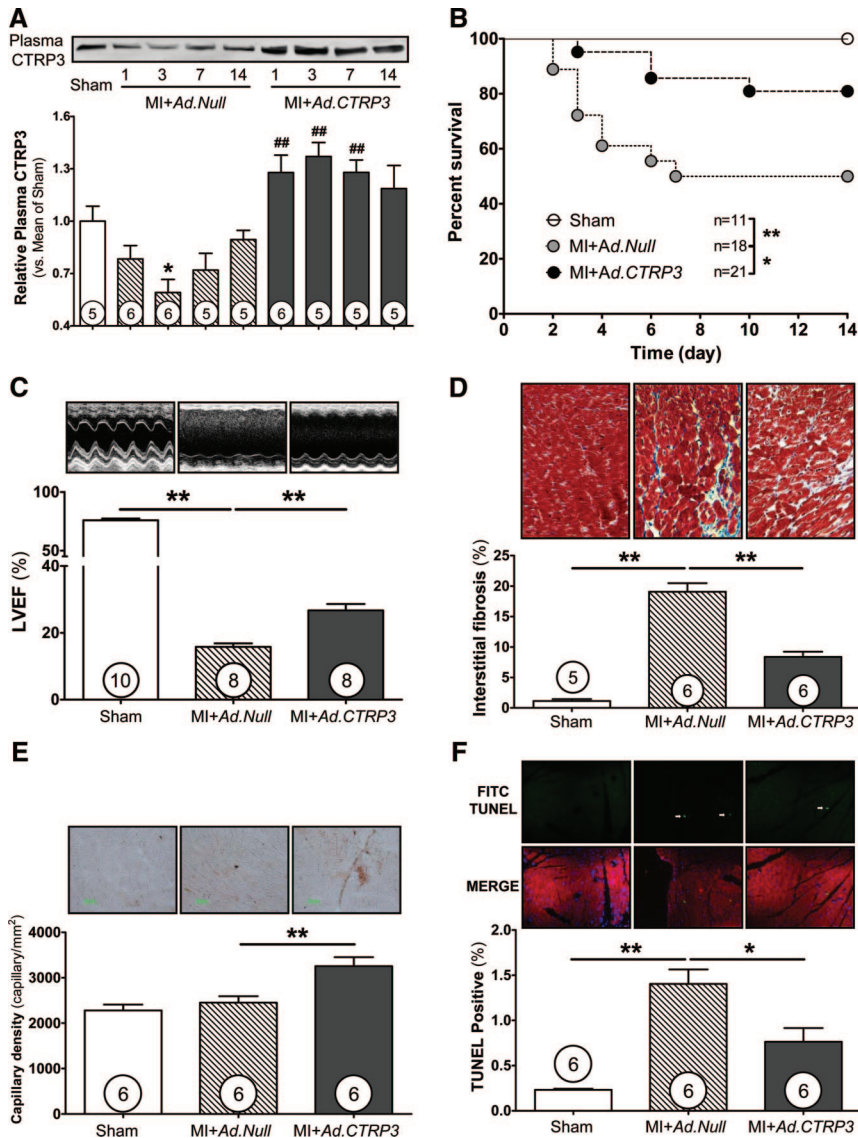 A
Plasma
CTRP3
Sham
1 3 7 14 1 3 7 14
MI+Ad.Null MI+Ad.CTRP3
Relative Plasma CTRP3
(vs. Mean of Sham)
1.6
1.3
1.0
0.7
0.4
* ## ## ##
5 6 6 5 5 6 5 5 5
B
Percent survival
100
80
60
40
20
0
Sham n=11
MI+Ad.Null n=18
MI+Ad.CTRP3 n=21
**
*
0 2 4 6 8 10 12 14
Time (day)
C
LVEF (%)
100
50
40
20
0
** **
10 8 8
Sham MI+Ad.Null MI+Ad.CTRP3
D
Interstitial fibrosis (%)
25
20
15
10
5
0
** **
5 6 6
Sham MI+Ad.Null MI+Ad.CTRP3
E
Capillary density (capillary/mm²)
4000
3000
2000
1000
0
**
6 6 6
Sham MI+Ad.Null MI+Ad.CTRP3
F
FITC
TUNEL
MERGE
TUNEL Positive (%)
2.0
1.5
1.0
0.5
0.0
** *
6 6 6
Sham MI+Ad.Null MI+Ad.CTRP3